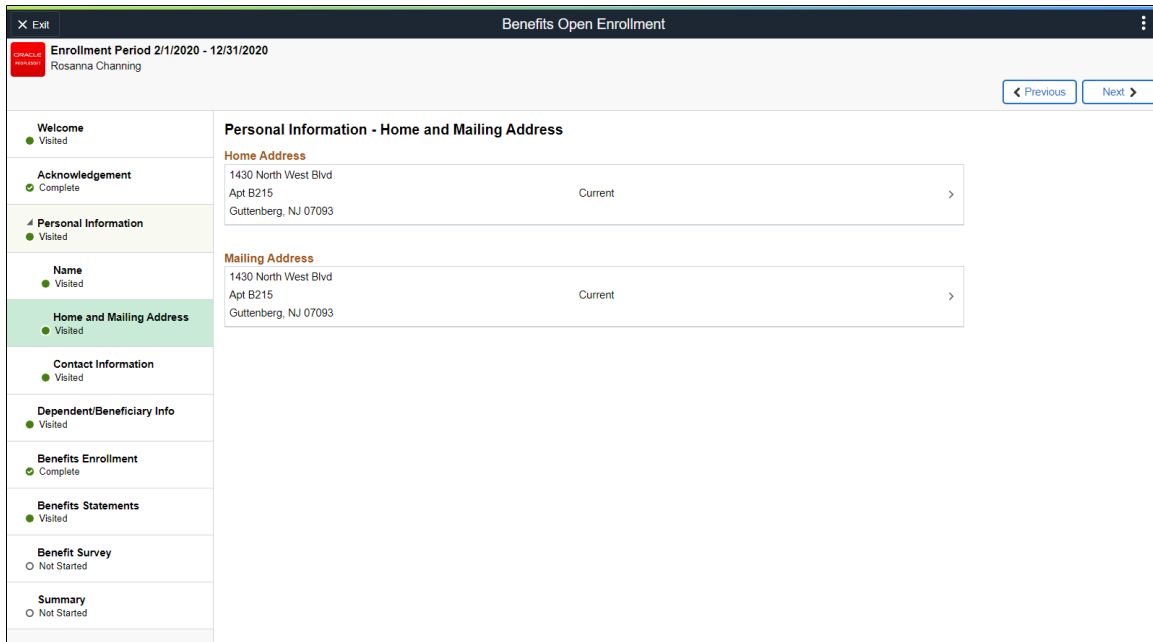 Exit
Benefits Open Enrollment
ORACLE
PEOPLESOFT
Enrollment Period 2/1/2020 - 12/31/2020
Rosanna Channing
Previous
Next
Welcome
Visited
Acknowledgement
Complete
Personal Information
Visited
Name
Visited
Home and Mailing Address
Visited
Contact Information
Visited
Dependent/Beneficiary Info
Visited
Benefits Enrollment
Complete
Benefits Statements
Visited
Benefit Survey
Not Started
Summary
Not Started
Personal Information - Home and Mailing Address
Home Address
1430 North West Blvd
Apt B215 Current
Guttenberg, NJ 07093
Mailing Address
1430 North West Blvd
Apt B215 Current
Guttenberg, NJ 07093